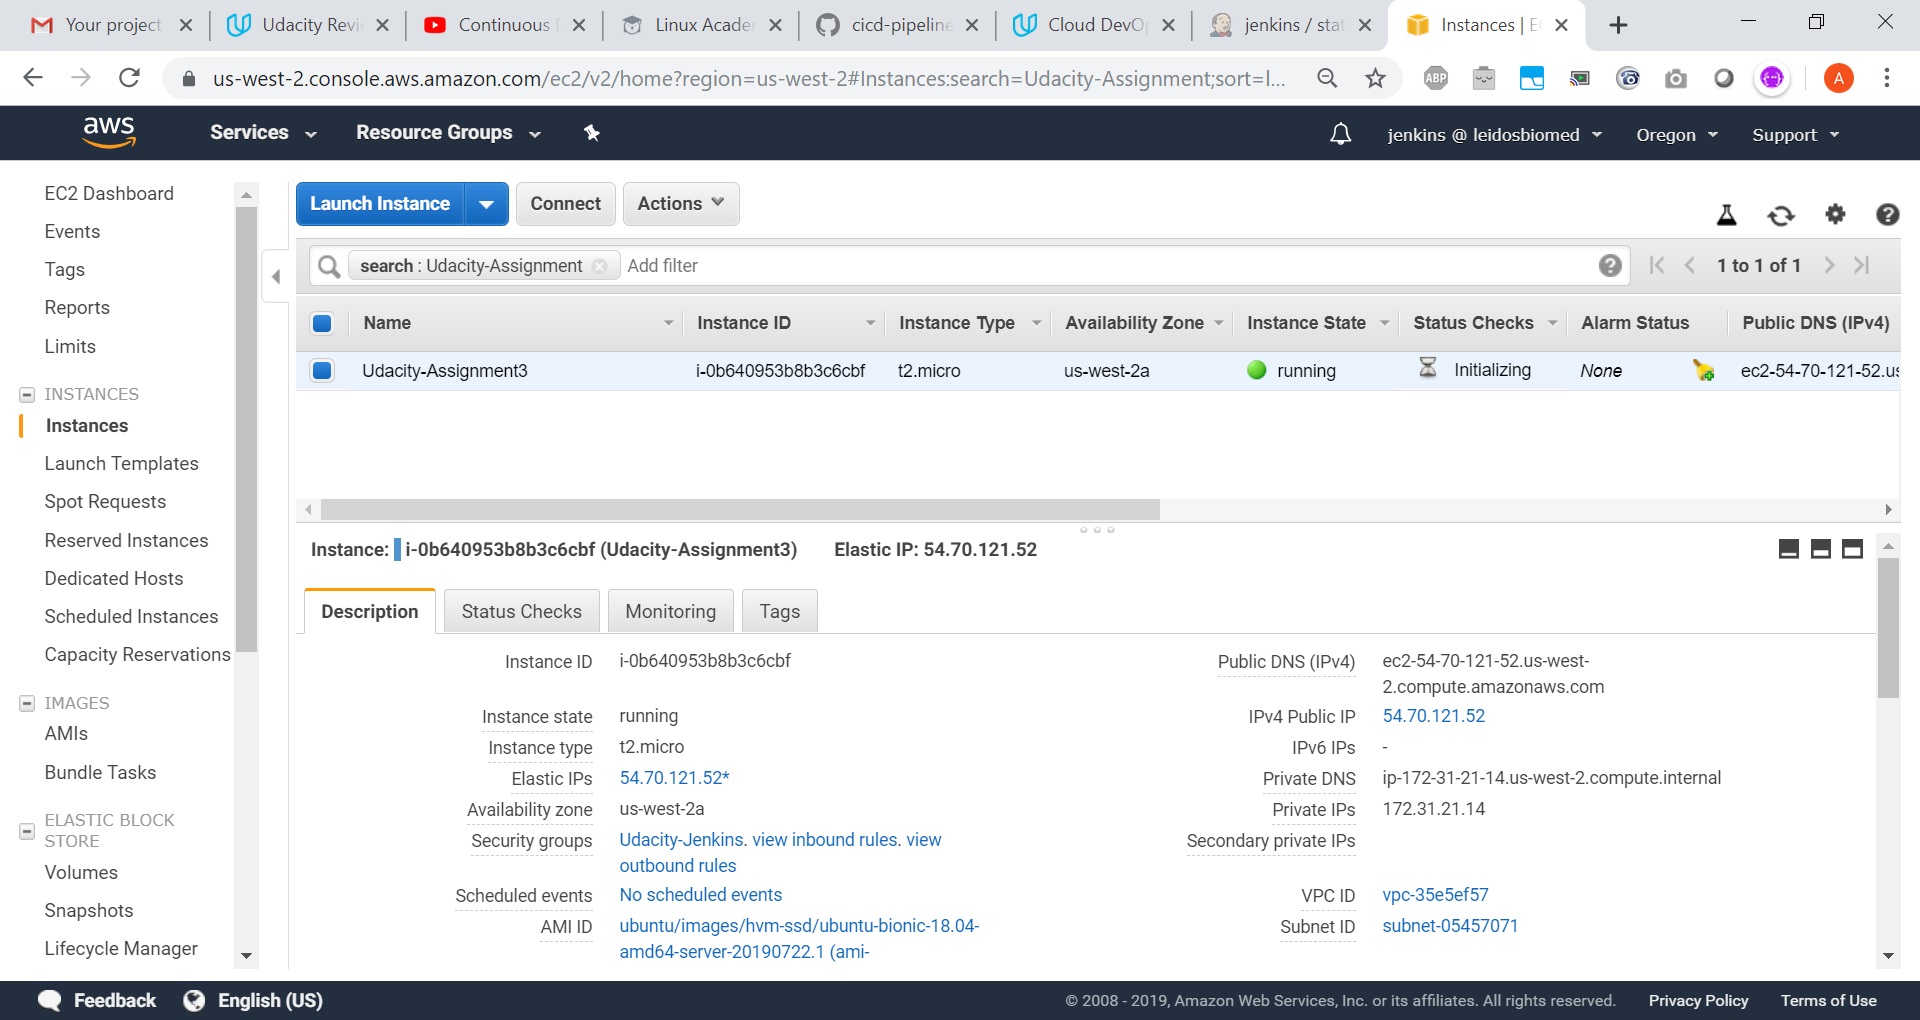 Your project
Udacity Revi
Continuous
Linux Acade
cicd-pipeline
Cloud DevO
jenkins / stat
Instances | E
us-west-2.console.aws.amazon.com/ec2/v2/home?region=us-west-2#Instances:search=Udacity-Assignment;sort=l...
ABP
A
aws
Services
Resource Groups
jenkins @ leidosbiomed
Oregon
Support
EC2 Dashboard
Events
Tags
Reports
Limits
INSTANCES
Instances
Launch Templates
Spot Requests
Reserved Instances
Dedicated Hosts
Scheduled Instances
Capacity Reservations
IMAGES
AMIs
Bundle Tasks
ELASTIC BLOCK
STORE
Volumes
Snapshots
Lifecycle Manager
Launch Instance
Connect
Actions
search : Udacity-Assignment
Add filter
1 to 1 of 1
Name Instance ID Instance Type Availability Zone Instance State Status Checks Alarm Status Public DNS (IPv4)
Udacity-Assignment3 i-0b640953b8b3c6cbf t2.micro us-west-2a running Initializing None ec2-54-70-121-52.us
Instance: i-0b640953b8b3c6cbf (Udacity-Assignment3) Elastic IP: 54.70.121.52
Description Status Checks Monitoring Tags
Instance ID i-0b640953b8b3c6cbf
Instance state running
Instance type t2.micro
Elastic IPs 54.70.121.52*
Availability zone us-west-2a
Security groups Udacity-Jenkins. view inbound rules. view
outbound rules
Scheduled events No scheduled events
AMI ID ubuntu/images/hvm-ssd/ubuntu-bionic-18.04-
amd64-server-20190722.1 (ami-
Public DNS (IPv4) ec2-54-70-121-52.us-west-
2.compute.amazonaws.com
IPv4 Public IP 54.70.121.52
IPv6 IPs -
Private DNS ip-172-31-21-14.us-west-2.compute.internal
Private IPs 172.31.21.14
Secondary private IPs
VPC ID vpc-35e5ef57
Subnet ID subnet-05457071
Feedback
English (US)
© 2008 - 2019, Amazon Web Services, Inc. or its affiliates. All rights reserved.
Privacy Policy
Terms of Use